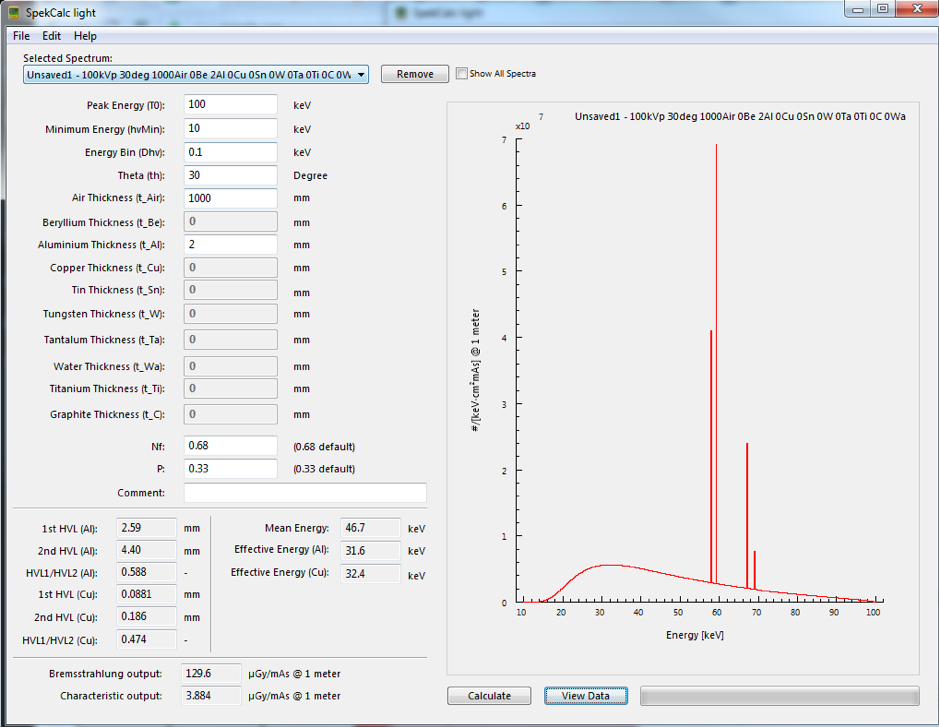 SpekCalc light
File Edit Help
Selected Spectrum:
Unsaved1 - 100kVp 30deg 1000Air 0Be 2Al 0Cu 0Sn 0W 0Ta 0Ti 0C 0W Remove Show All Spectra
Peak Energy (T0): 100 keV
Minimum Energy (hvMin): 10 keV
Energy Bin (Dhv): 0.1 keV
Theta (th): 30 Degree
Air Thickness (t_Air): 1000 mm
Beryllium Thickness (t_Be): 0 mm
Aluminium Thickness (t_Al): 2 mm
Copper Thickness (t_Cu): 0 mm
Tin Thickness (t_Sn): 0 mm
Tungsten Thickness (t_W): 0 mm
Tantalum Thickness (t_Ta): 0 mm
Water Thickness (t_Wa): 0 mm
Titanium Thickness (t_Ti): 0 mm
Graphite Thickness (t_C): 0 mm
Nf: 0.68 (0.68 default)
P: 0.33 (0.33 default)
Comment:
1st HVL (Al): 2.59 mm
2nd HVL (Al): 4.40 mm
HVL1/HVL2 (Al): 0.588 -
1st HVL (Cu): 0.0881 mm
2nd HVL (Cu): 0.186 mm
HVL1/HVL2 (Cu): 0.474 -
Mean Energy: 46.7 keV
Effective Energy (Al): 31.6 keV
Effective Energy (Cu): 32.4 keV
Bremsstrahlung output: 129.6 µGy/mAs @ 1 meter
Characteristic output: 3.884 µGy/mAs @ 1 meter
Unsaved1 - 100kVp 30deg 1000Air 0Be 2Al 0Cu 0Sn 0W 0Ta 0Ti 0C 0Wa
x10 7
7
6
5
4
3
2
1
0
#/[keV·cm²mAs] @ 1 meter
10 20 30 40 50 60 70 80 90 100
Energy [keV]
Calculate View Data